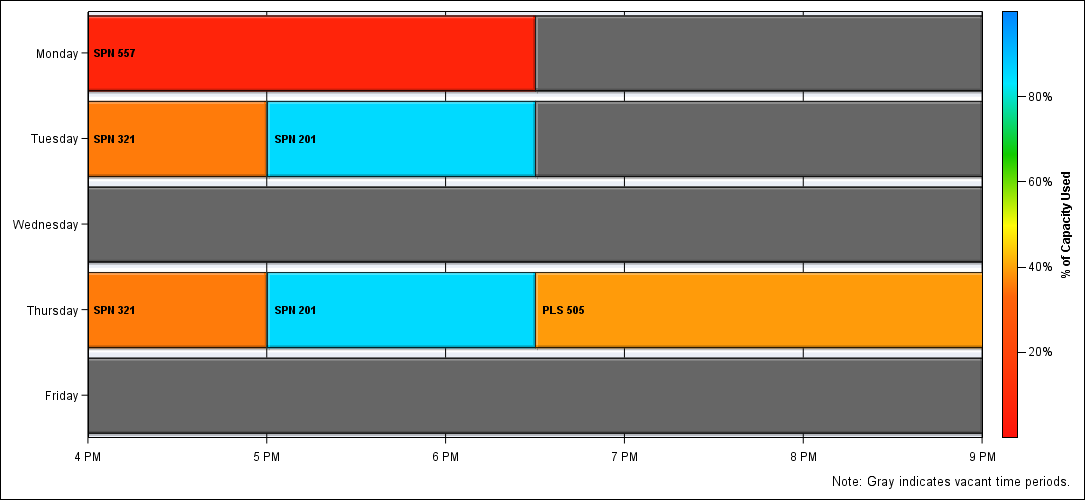 Monday
SPN 557
Tuesday
SPN 321
SPN 201
Wednesday
Thursday
SPN 321
SPN 201
PLS 505
Friday
4 PM
5 PM
6 PM
7 PM
8 PM
9 PM
80%
60%
40%
20%
% of Capacity Used
Note: Gray indicates vacant time periods.